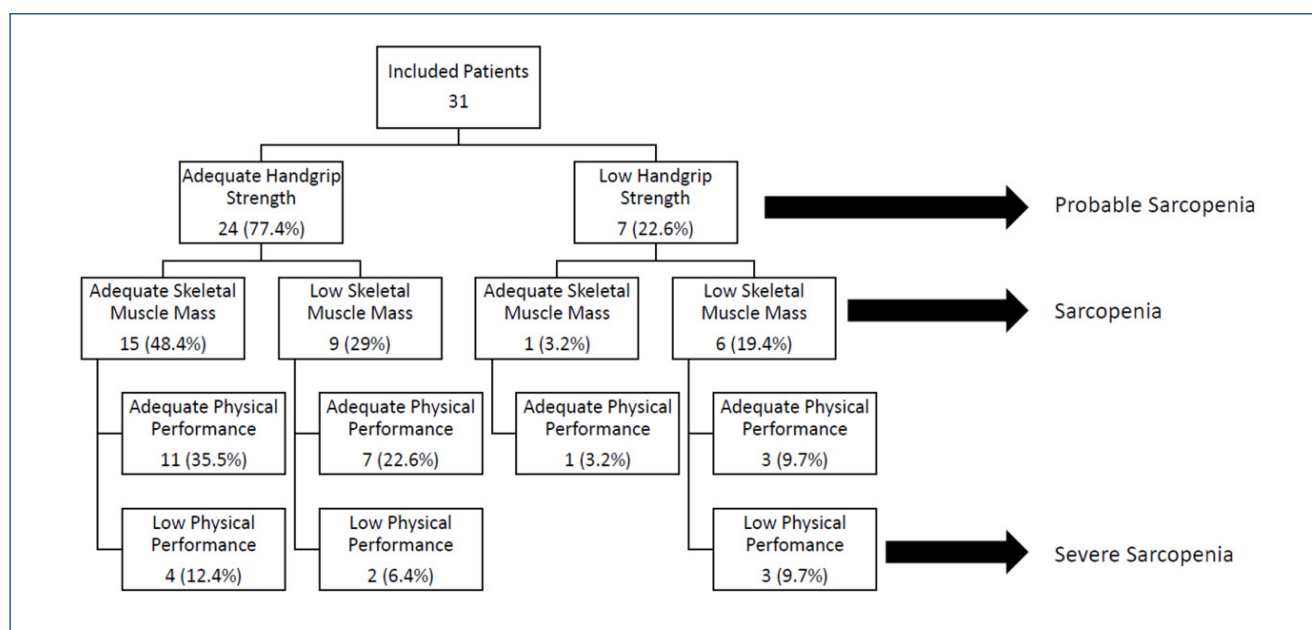 Included Patients
31
Adequate Handgrip
Strength
24 (77.4%)
Low Handgrip
Strength
7 (22.6%)
Probable Sarcopenia
Adequate Skeletal
Muscle Mass
15 (48.4%)
Low Skeletal
Muscle Mass
9 (29%)
Adequate Skeletal
Muscle Mass
1 (3.2%)
Low Skeletal
Muscle Mass
6 (19.4%)
Sarcopenia
Adequate Physical
Performance
11 (35.5%)
Adequate Physical
Performance
7 (22.6%)
Adequate Physical
Performance
1 (3.2%)
Adequate Physical
Performance
3 (9.7%)
Low Physical
Performance
4 (12.4%)
Low Physical
Performance
2 (6.4%)
Low Physical
Perfomance
3 (9.7%)
Severe Sarcopenia